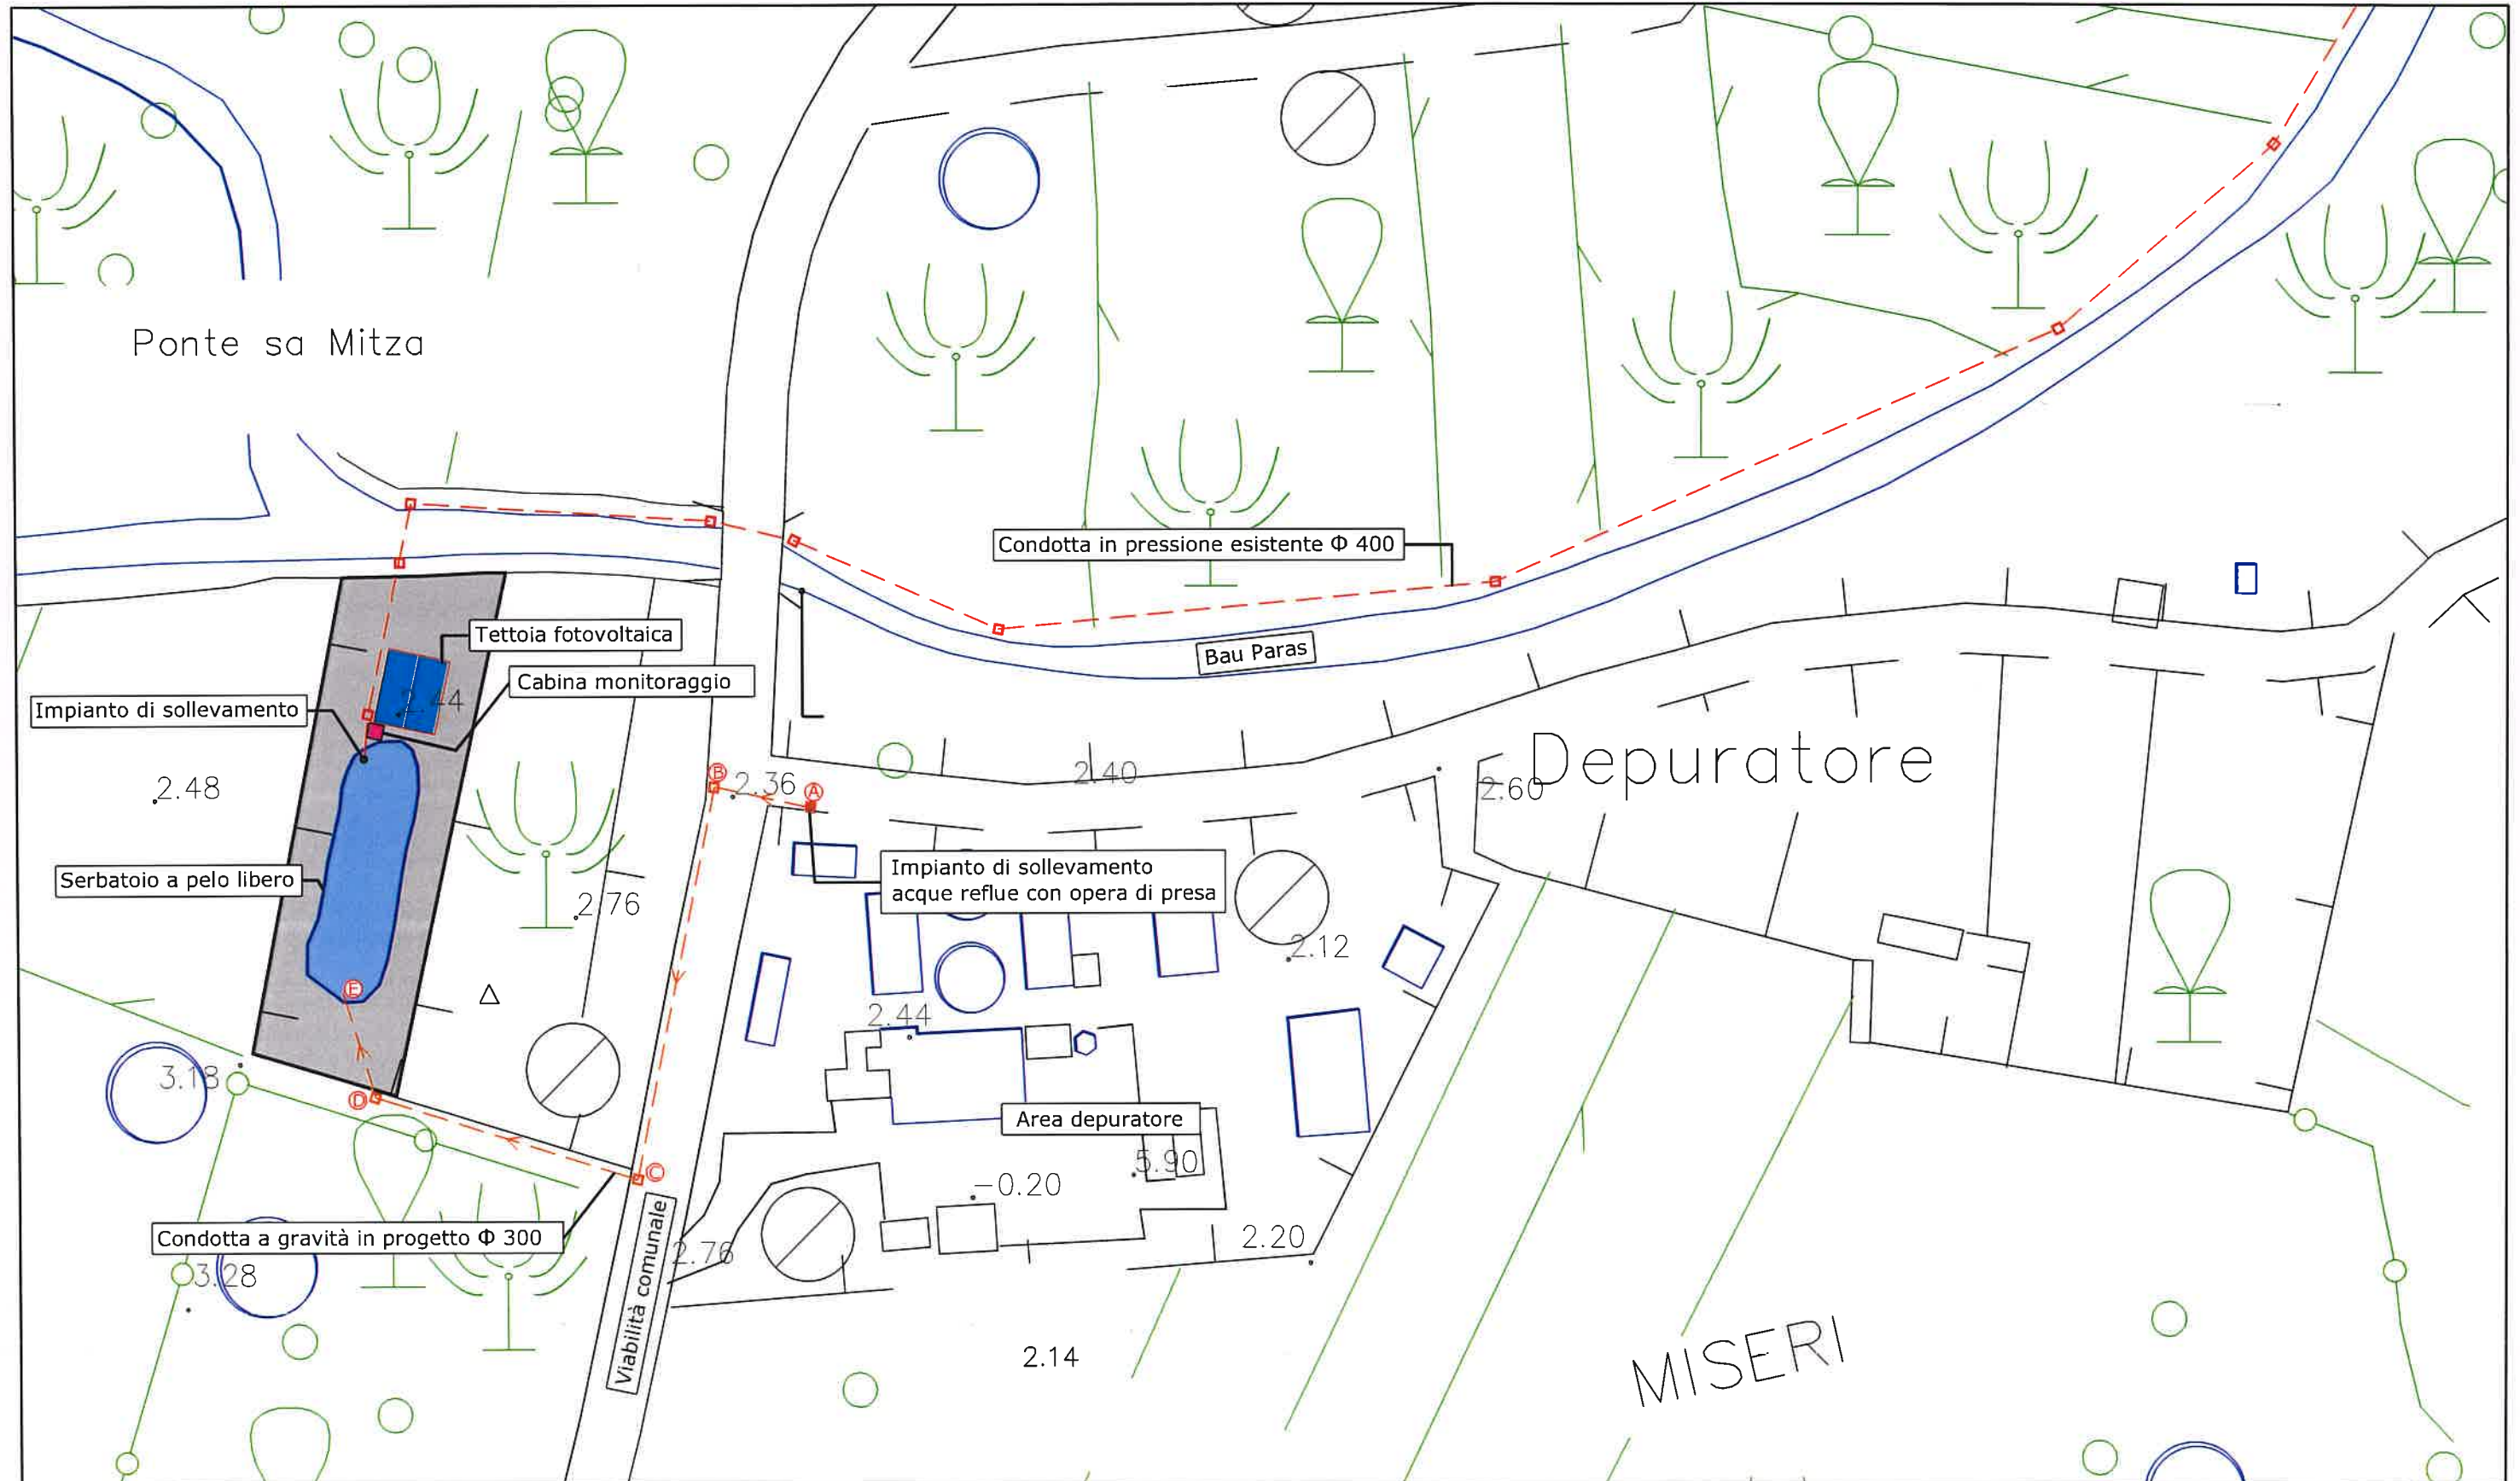 Ponte sa Mitza
Condotta in pressione esistente Φ 400
Tettoia fotovoltaica
Bau Paras
Cabina monitoraggio
Impianto di sollevamento
2.44
Depuratore
2.48
B
2.36
A
2.40
2.60
Serbatoio a pelo libero
Impianto di sollevamento
acque reflue con opera di presa
2.76
2.12
E
2.44
3.18
D
Area depuratore
C
5.90
-0.20
Condotta a gravità in progetto Φ 300
2.20
2.76
3.28
Viabilità comunale
2.14
MISERI